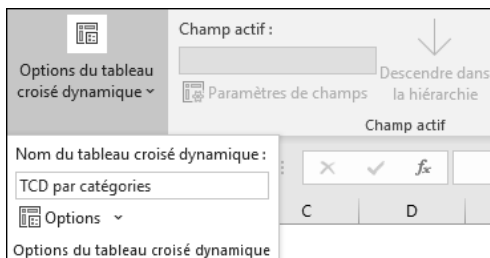 Champ actif :
Options du tableau
croisé dynamique
Descendre dans
la hiérarchie
Paramètres de champs
Champ actif
Nom du tableau croisé dynamique :
TCD par catégories
fx
Options
C D
Options du tableau croisé dynamique